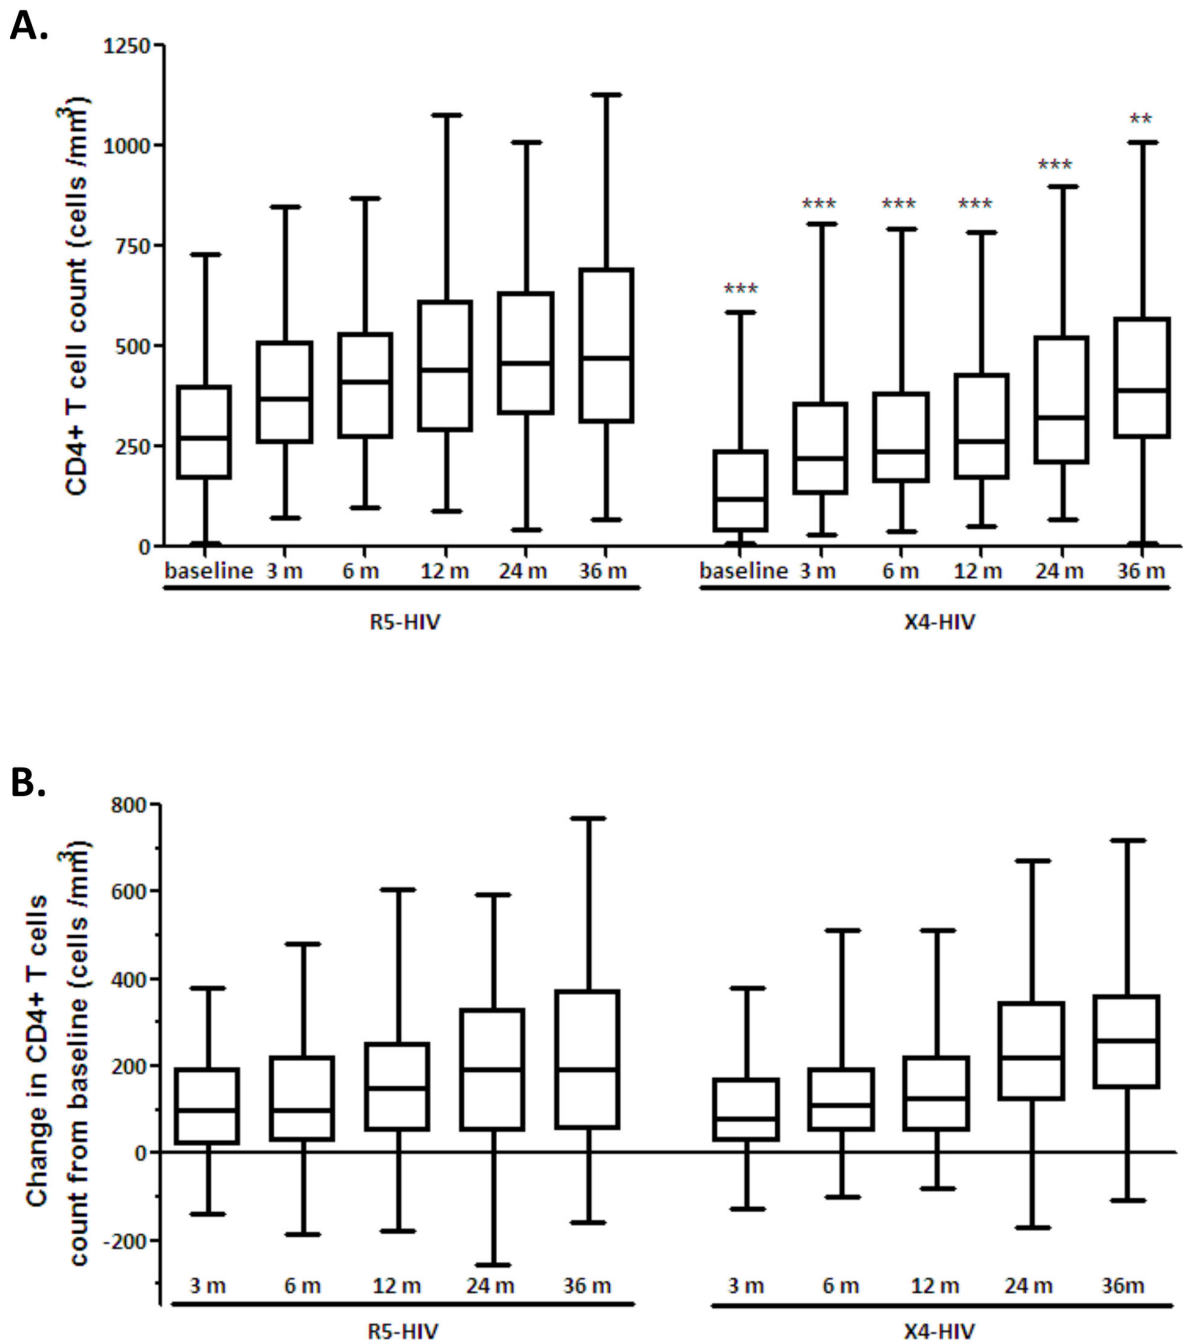 A.
CD4+ T cell count (cells /mm3)
1250
1000
750
500
250
0
*** *** *** *** *** **
baseline 3 m 6 m 12 m 24 m 36 m baseline 3 m 6 m 12 m 24 m 36 m
R5-HIV X4-HIV
B.
Change in CD4+ T cells
count from baseline (cells /mm3)
800
600
400
200
0
-200
3 m 6 m 12 m 24 m 36 m 3 m 6 m 12 m 24 m 36m
R5-HIV X4-HIV